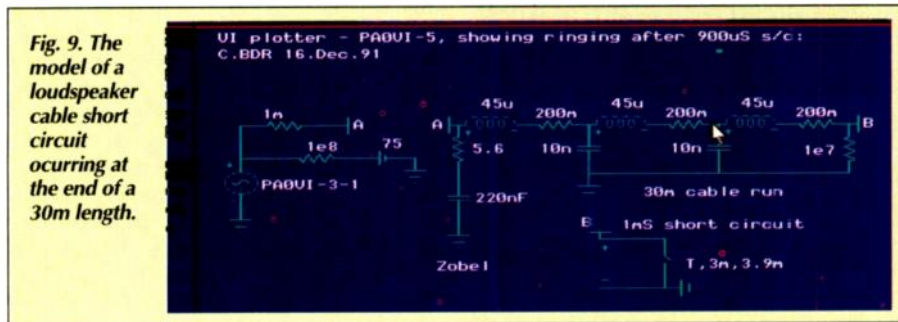 Fig. 9. The
model of a
loudspeaker
cable short
circuit
ocurring at
the end of a
30m length.
VI plotter - PA0VI-5, showing ringing after 900uS s/c:
C.BDR 16.Dec.91
1m
A
1e8
75
PA0VI-3-1
A
45u
200m
45u
200m
45u
200m
B
5.6
10n
10n
1e7
220nF
30m cable run
Zobel
B
1mS short circuit
T,3m,3.9m